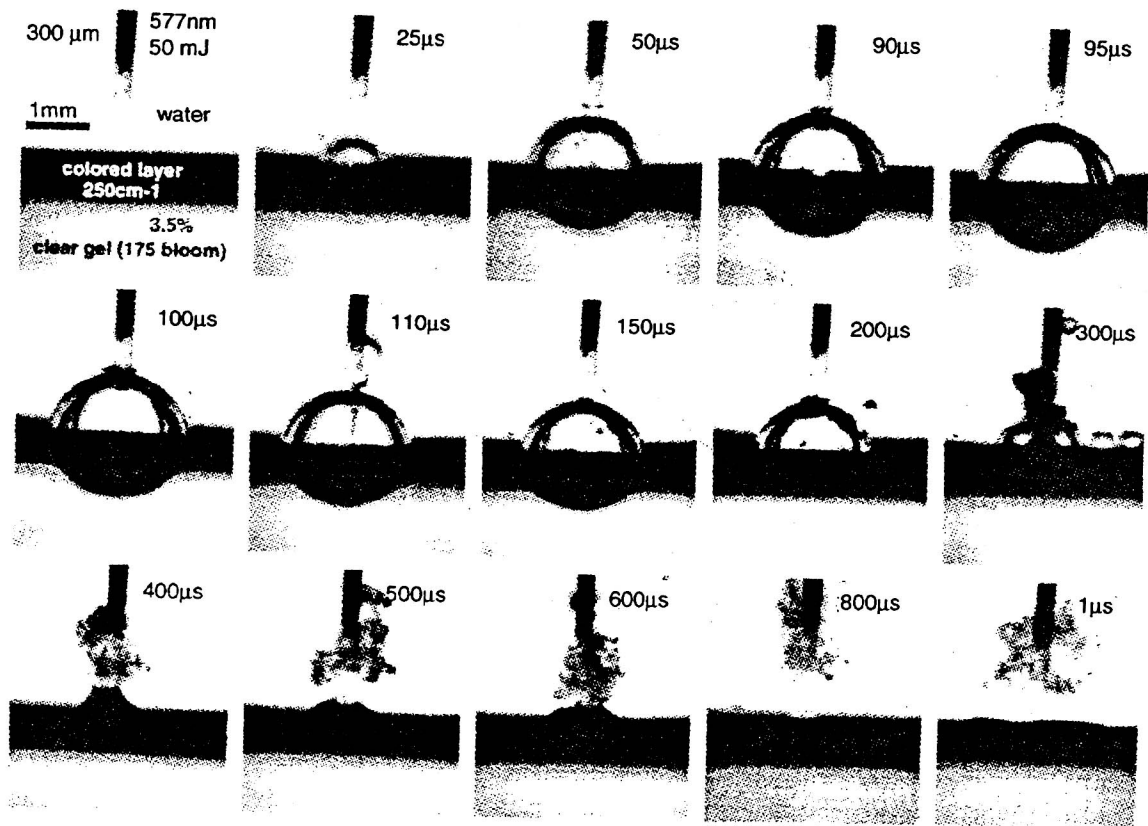 300 µm
577nm
50 mJ
1mm
water
colored layer
250cm-1
3.5%
clear gel (175 bloom)
25µs
50µs
90µs
95µs
100µs
110µs
150µs
200µs
300µs
400µs
500µs
600µs
800µs
1µs